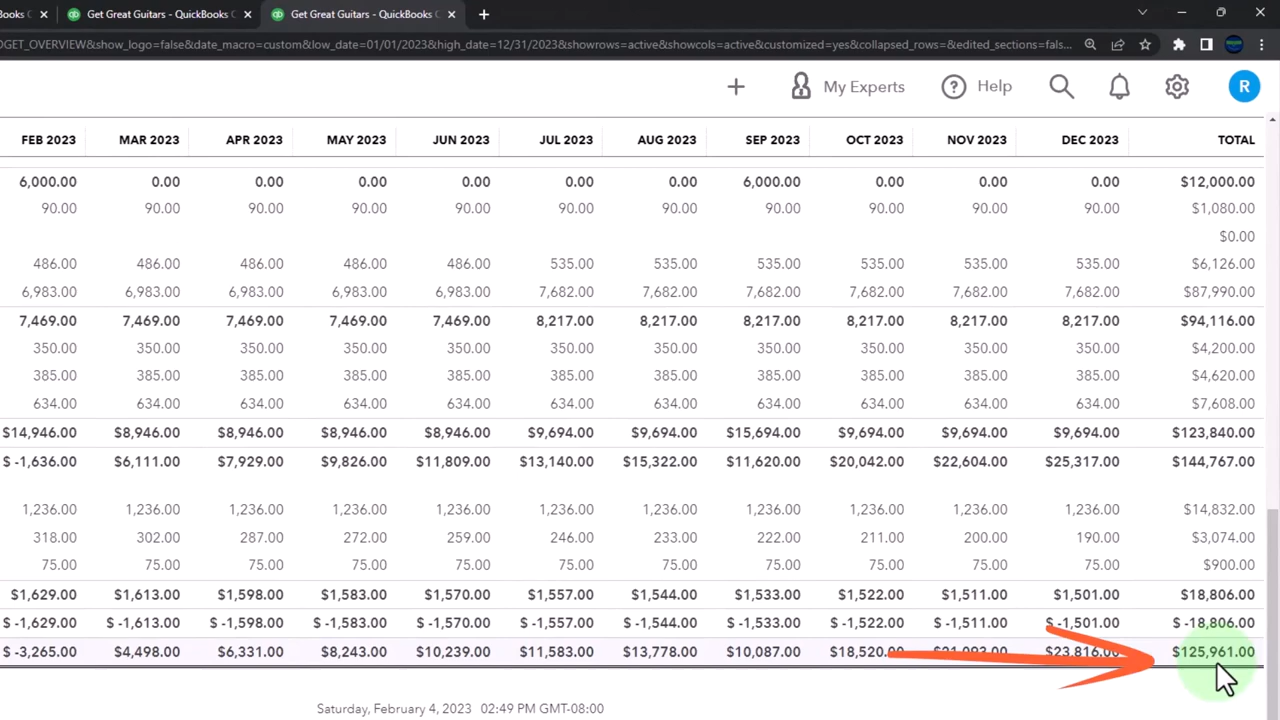 ooks C
Get Great Guitars - QuickBooks C
Get Great Guitars - QuickBooks C
DGET_OVERVIEW&show_logo=false&date_macro=custom&low_date=01/01/2023&high_date=12/31/2023&showrows=active&showcols=active&customized=yes&collapsed_rows=&edited_sections=fals...
My Experts
Help
R
FEB 2023 MAR 2023 APR 2023 MAY 2023 JUN 2023 JUL 2023 AUG 2023 SEP 2023 OCT 2023 NOV 2023 DEC 2023 TOTAL
6,000.00 0.00 0.00 0.00 0.00 0.00 0.00 6,000.00 0.00 0.00 0.00 $12,000.00
90.00 90.00 90.00 90.00 90.00 90.00 90.00 90.00 90.00 90.00 90.00 $1,080.00
$0.00
486.00 486.00 486.00 486.00 486.00 535.00 535.00 535.00 535.00 535.00 535.00 $6,126.00
6,983.00 6,983.00 6,983.00 6,983.00 6,983.00 7,682.00 7,682.00 7,682.00 7,682.00 7,682.00 7,682.00 $87,990.00
7,469.00 7,469.00 7,469.00 7,469.00 7,469.00 8,217.00 8,217.00 8,217.00 8,217.00 8,217.00 8,217.00 $94,116.00
350.00 350.00 350.00 350.00 350.00 350.00 350.00 350.00 350.00 350.00 350.00 $4,200.00
385.00 385.00 385.00 385.00 385.00 385.00 385.00 385.00 385.00 385.00 385.00 $4,620.00
634.00 634.00 634.00 634.00 634.00 634.00 634.00 634.00 634.00 634.00 634.00 $7,608.00
$14,946.00 $8,946.00 $8,946.00 $8,946.00 $8,946.00 $9,694.00 $9,694.00 $15,694.00 $9,694.00 $9,694.00 $9,694.00 $123,840.00
$ -1,636.00 $6,111.00 $7,929.00 $9,826.00 $11,809.00 $13,140.00 $15,322.00 $11,620.00 $20,042.00 $22,604.00 $25,317.00 $144,767.00
1,236.00 1,236.00 1,236.00 1,236.00 1,236.00 1,236.00 1,236.00 1,236.00 1,236.00 1,236.00 1,236.00 $14,832.00
318.00 302.00 287.00 272.00 259.00 246.00 233.00 222.00 211.00 200.00 190.00 $3,074.00
75.00 75.00 75.00 75.00 75.00 75.00 75.00 75.00 75.00 75.00 75.00 $900.00
$1,629.00 $1,613.00 $1,598.00 $1,583.00 $1,570.00 $1,557.00 $1,544.00 $1,533.00 $1,522.00 $1,511.00 $1,501.00 $18,806.00
$ -1,629.00 $ -1,613.00 $ -1,598.00 $ -1,583.00 $ -1,570.00 $ -1,557.00 $ -1,544.00 $ -1,533.00 $ -1,522.00 $ -1,511.00 $ -1,501.00 $ -18,806.00
$ -3,265.00 $4,498.00 $6,331.00 $8,243.00 $10,239.00 $11,583.00 $13,778.00 $10,087.00 $18,520.00 $21,093.00 $23,816.00 $125,961.00
Saturday, February 4, 2023 02:49 PM GMT-08:00